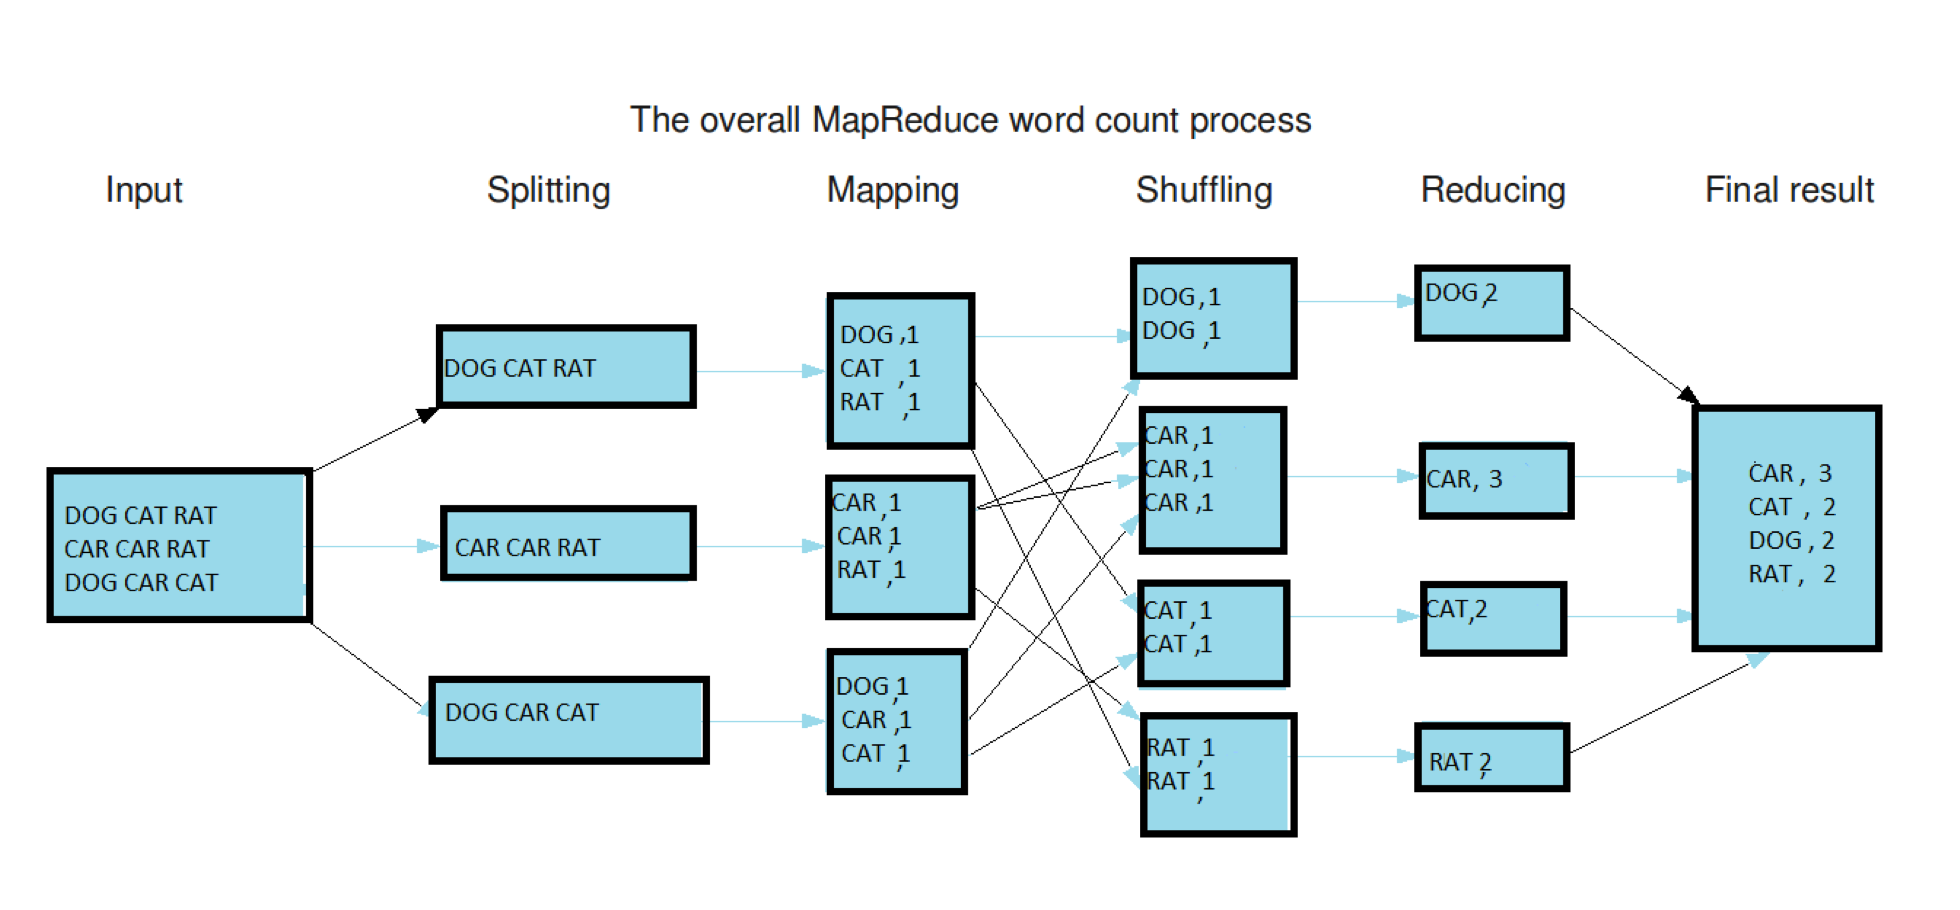 The overall MapReduce word count process
Input
Splitting
Mapping
Shuffling
Reducing
Final result
DOG CAT RAT
CAR CAR RAT
DOG CAR CAT
DOG CAT RAT
CAR CAR RAT
DOG CAR CAT
DOG ,1
CAT ,1
RAT ,1
CAR ,1
CAR,1
RAT ,1
DOG,1
CAR ,1
CAT ,1
DOG,1
DOG ,1
CAR ,1
CAR ,1
CAR ,1
CAT ,1
CAT ,1
RAT ,1
RAT ,1
DOG,2
CAR, 3
CAT,2
RAT,2
CAR , 3
CAT , 2
DOG , 2
RAT , 2